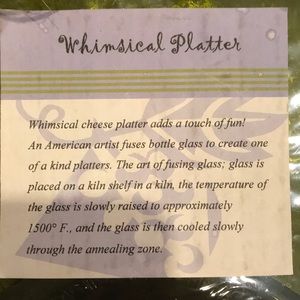 Whimsical Platter
Whimsical cheese platter adds a touch of fun!
An American artist fuses bottle glass to create one
of a kind platters. The art of fusing glass; glass is
placed on a kiln shelf in a kiln, the temperature of
the glass is slowly raised to approximately
1500° F., and the glass is then cooled slowly
through the annealing zone.